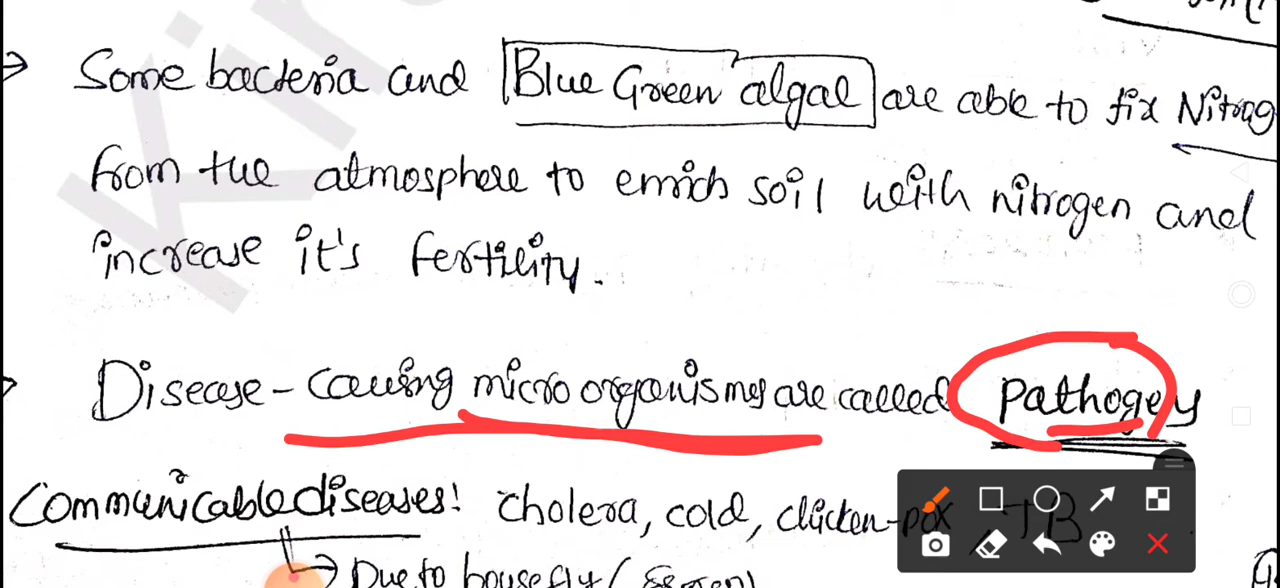 Some bacteria and Blue Green algal are able to fix Nitrog
from the atmosphere to enrich soil with nitrogen and
increase it's fertility.
Disease - causing micro organisms are called Pathogens
Communicable diseases! cholera, cold, chicken-pox, TB
Due to housefly (